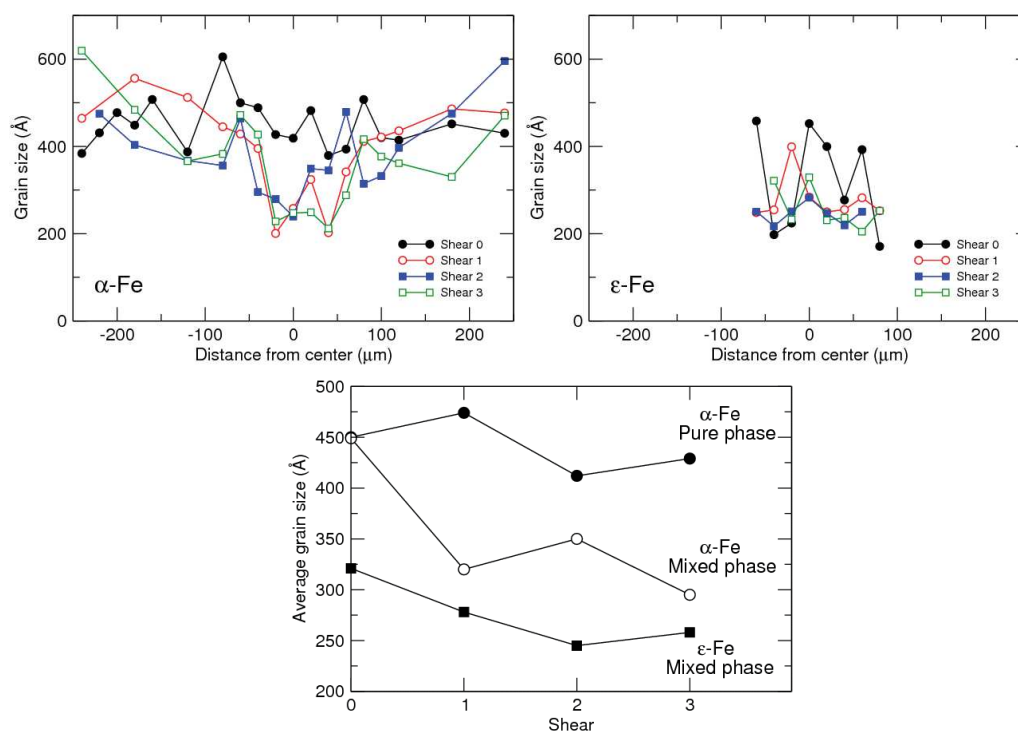 600
400
200
0
Grain size (Å)
α-Fe
Shear 0
Shear 1
Shear 2
Shear 3
-200
-100
0
100
200
Distance from center (μm)
600
400
200
0
Grain size (Å)
ε-Fe
Shear 0
Shear 1
Shear 2
Shear 3
-200
-100
0
100
200
Distance from center (μm)
500
450
400
350
300
250
200
Average grain size (Å)
α-Fe
Pure phase
α-Fe
Mixed phase
ε-Fe
Mixed phase
0
1
2
3
Shear